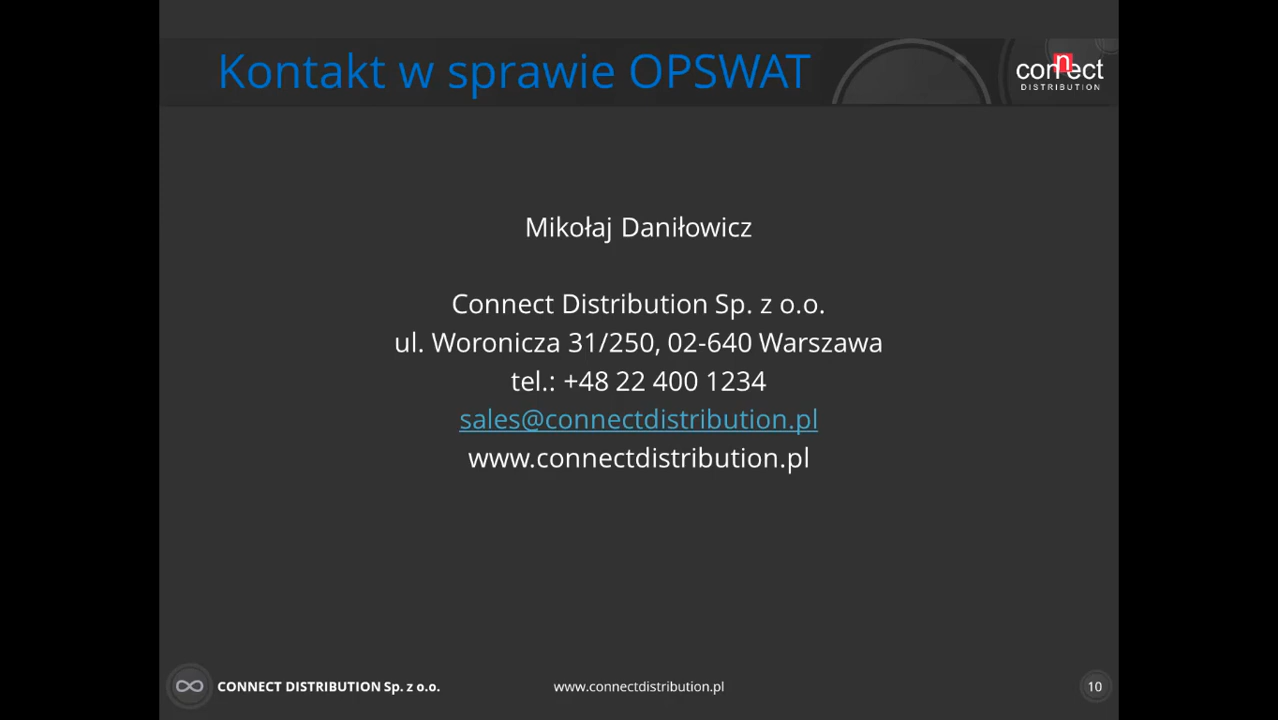 Kontakt w sprawie OPSWAT
connect
DISTRIBUTION
Mikołaj Daniłowicz
Connect Distribution Sp. z o.o.
ul. Woronicza 31/250, 02-640 Warszawa
tel.: +48 22 400 1234
sales@connectdistribution.pl
www.connectdistribution.pl
CONNECT DISTRIBUTION Sp. z o.o.
www.connectdistribution.pl
10